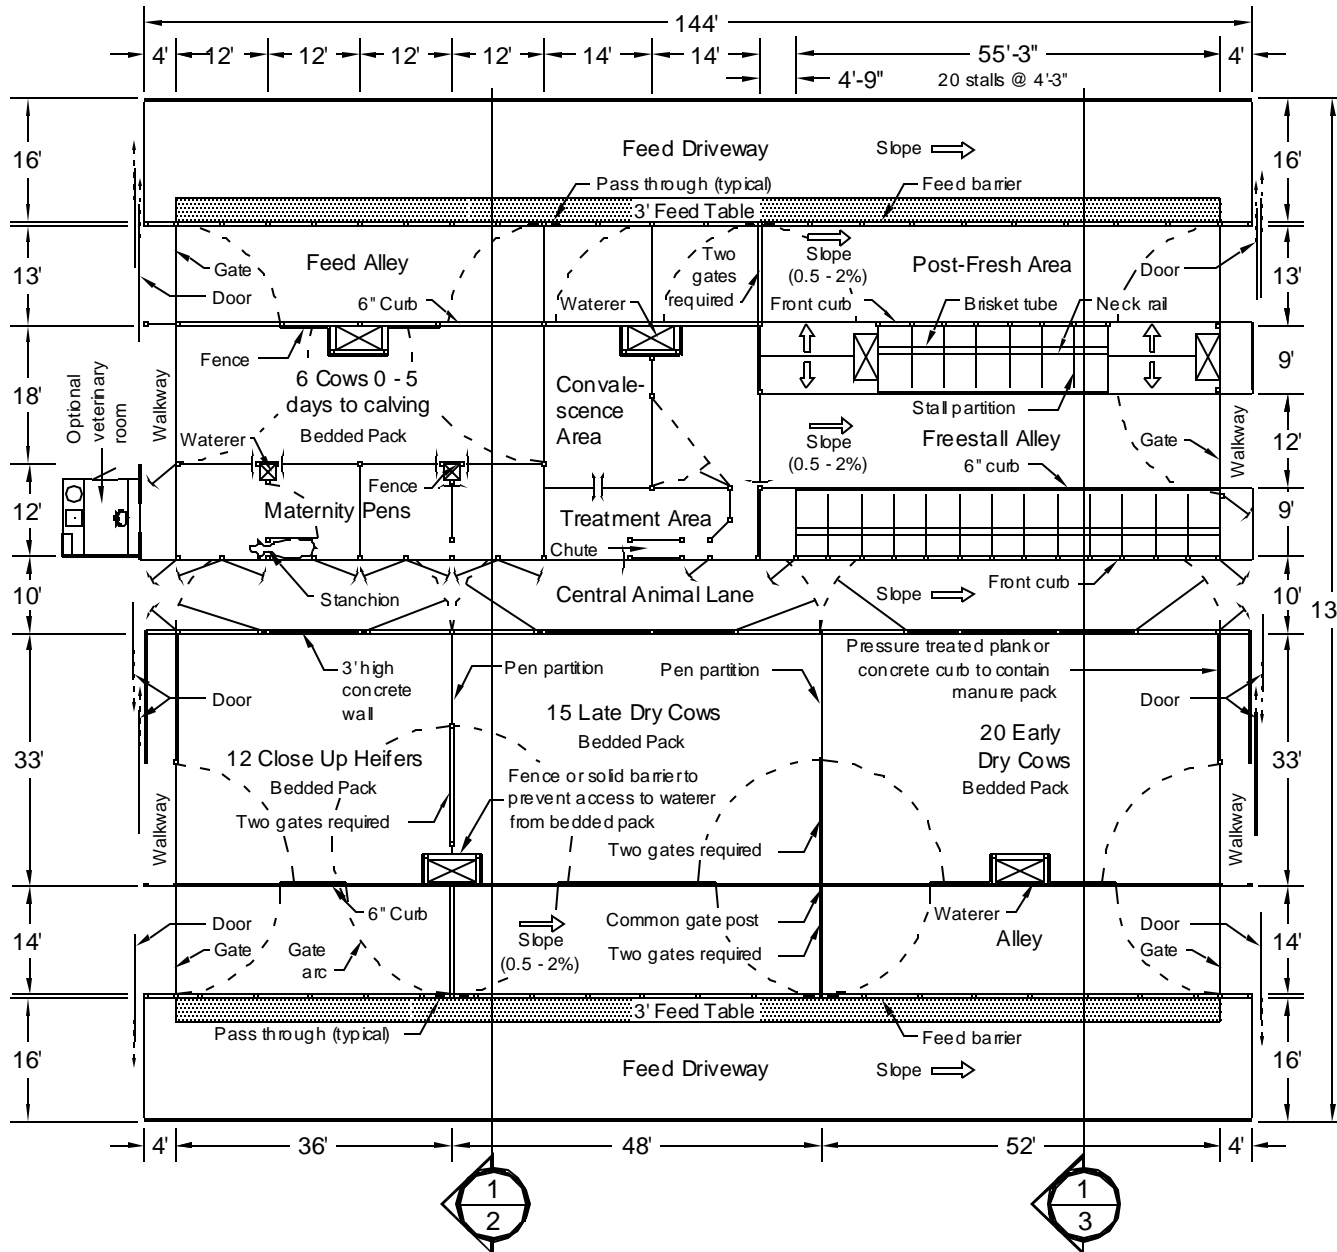 144'
4' 12' 12' 12' 12' 14' 14' 55'-3" 4'
4'-9" 20 stalls @ 4'-3"
16'
Feed Driveway
Slope
16'
Pass through (typical)
Feed barrier
3' Feed Table
13'
Gate
Door
Feed Alley
6" Curb
Waterer
Two
gates
required
Slope
(0.5 - 2%)
Post-Fresh Area
Door
13'
Front curb
Brisket tube
Neck rail
Fence
18'
Optional
veterinary
room
Walkway
6 Cows 0 - 5
days to calving
Bedded Pack
Convale-
scence
Area
9'
Stall partition
Waterer
Fence
Slope
(0.5 - 2%)
Freestall Alley
6" curb
Gate
Walkway
12'
12'
Maternity Pens
Treatment Area
Chute
9'
Stanchion
10'
Central Animal Lane
Slope
Front curb
10'
13
3' high
concrete
wall
Pen partition
Pen partition
Pressure treated plank or
concrete curb to contain
manure pack
Door
Door
33'
12 Close Up Heifers
Bedded Pack
15 Late Dry Cows
Bedded Pack
20 Early
Dry Cows
Bedded Pack
33'
Two gates required
Fence or solid barrier to
prevent access to waterer
from bedded pack
Two gates required
Walkway
Walkway
6" Curb
Common gate post
Waterer
14'
Door
Gate
Gate
arc
Slope
(0.5 - 2%)
Two gates required
Alley
Door
Gate
14'
3' Feed Table
Pass through (typical)
Feed barrier
16'
Feed Driveway
Slope
16'
4' 36' 48' 52' 4'
1
2
1
3